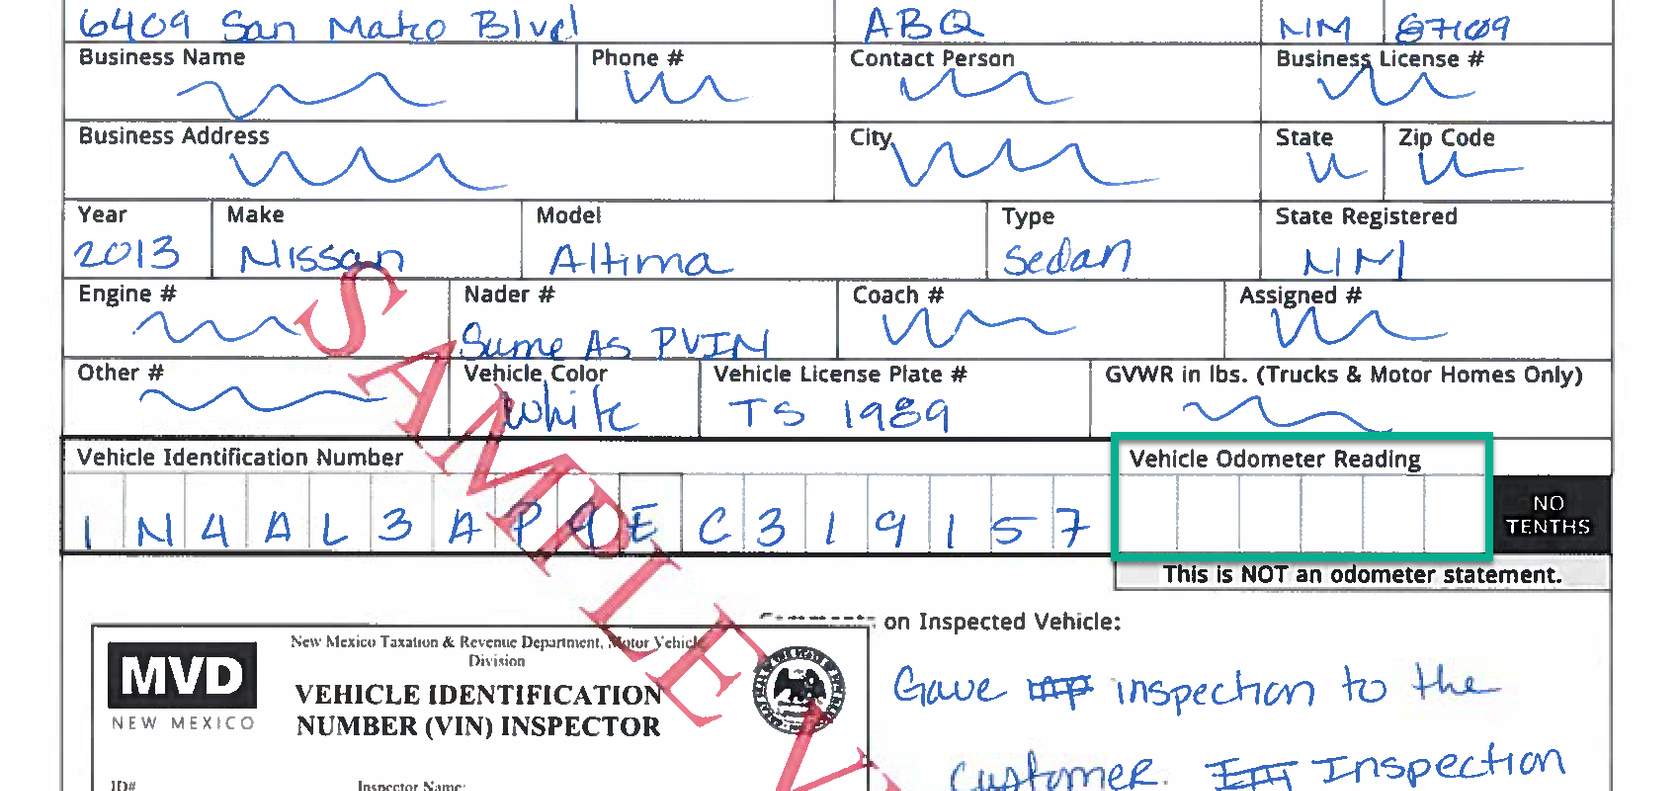 6409 San Mateo Blvd ABQ NM 87109
Business Name Phone # Contact Person Business License #
Business Address City State Zip Code
Year Make Model Type State Registered
2013 Nissan Altima Sedan NM
Engine # Nader # Coach # Assigned #
Same As PVIN
Other # Vehicle Color Vehicle License Plate # GVWR in lbs. (Trucks & Motor Homes Only)
White TS 1989
Vehicle Identification Number Vehicle Odometer Reading
1 N 4 A L 3 A P 9 E C 3 1 9 1 5 7
NO
TENTHS
This is NOT an odometer statement.
on Inspected Vehicle:
New Mexico Taxation & Revenue Department, Motor Vehicle
Division
MVD
NEW MEXICO
VEHICLE IDENTIFICATION
NUMBER (VIN) INSPECTOR
ID# Inspector Name:
Gave inspection to the
Customer. Inspection
SAMPLE V